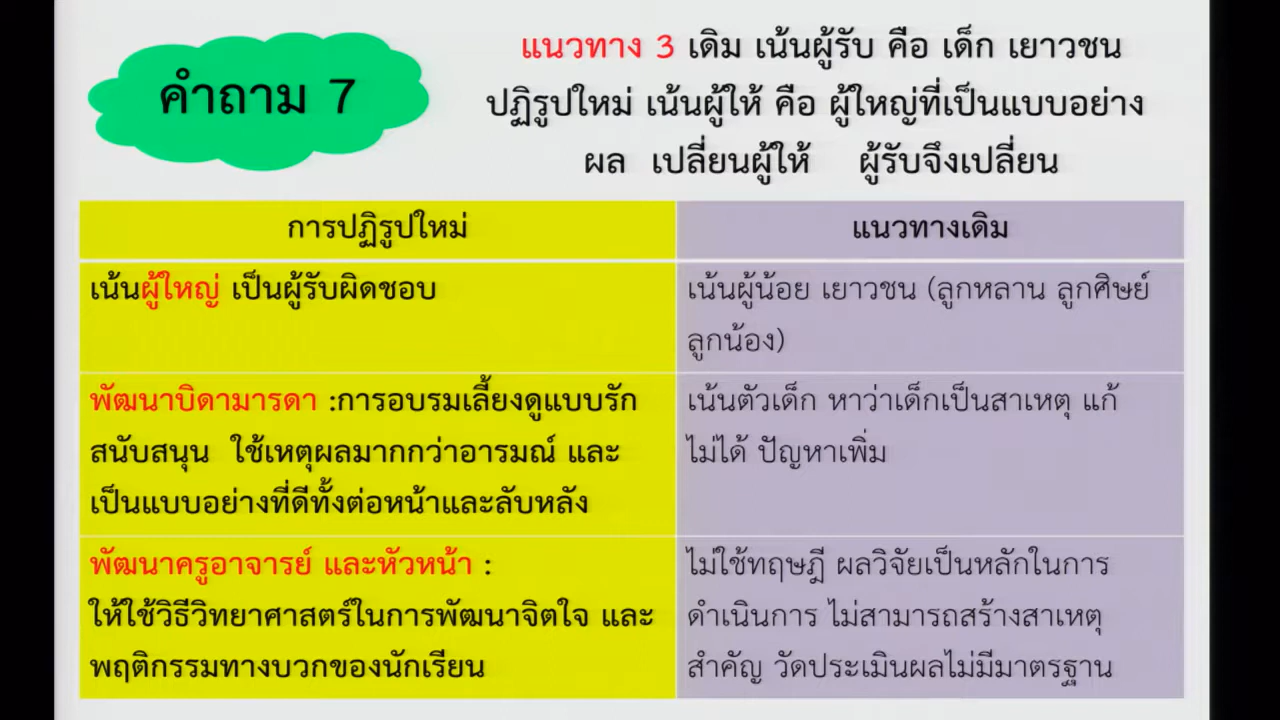 คำถาม 7
แนวทาง 3 เดิม เน้นผู้รับ คือ เด็ก เยาวชน
ปฏิรูปใหม่ เน้นผู้ให้ คือ ผู้ใหญ่ที่เป็นแบบอย่าง
ผล เปลี่ยนผู้ให้ ผู้รับจึงเปลี่ยน
การปฏิรูปใหม่
แนวทางเดิม
เน้นผู้ใหญ่ เป็นผู้รับผิดชอบ
เน้นผู้น้อย เยาวชน (ลูกหลาน ลูกศิษย์
ลูกน้อง)
พัฒนาบิดามารดา :การอบรมเลี้ยงดูแบบรัก
สนับสนุน ใช้เหตุผลมากกว่าอารมณ์ และ
เป็นแบบอย่างที่ดีทั้งต่อหน้าและลับหลัง
เน้นตัวเด็ก หาว่าเด็กเป็นสาเหตุ แก้
ไม่ได้ ปัญหาเพิ่ม
พัฒนาครูอาจารย์ และหัวหน้า :
ให้ใช้วิธีวิทยาศาสตร์ในการพัฒนาจิตใจ และ
พฤติกรรมทางบวกของนักเรียน
ไม่ใช้ทฤษฎี ผลวิจัยเป็นหลักในการ
ดำเนินการ ไม่สามารถสร้างสาเหตุ
สำคัญ วัดประเมินผลไม่มีมาตรฐาน